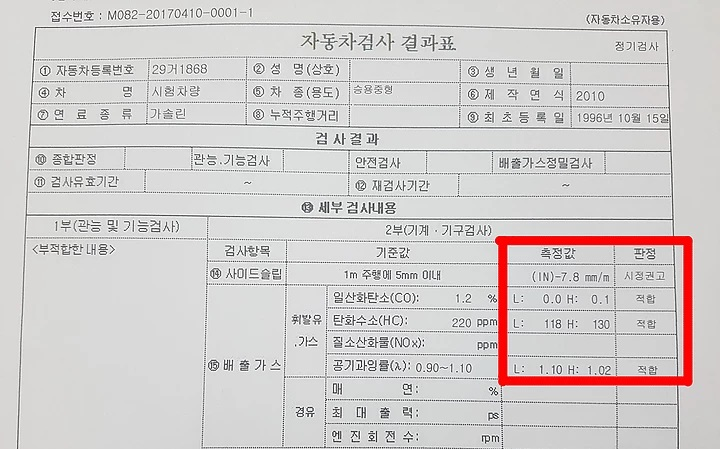 접수번호 : M082-20170410-0001-1
(자동차소유자용)
자동차검사 결과표
정기검사
① 자동차등록번호 29거1868 ② 성 명(상호) ③ 생 년 월 일
④ 차 명 시험차량 ⑤ 차 종(용도) 승용중형 ⑥ 제 작 연 식 2010
⑦ 연 료 종 류 가솔린 ⑧ 누적주행거리 ⑨ 최 초 등 록 일 1996년 10월 15일
검 사 결 과
⑩ 종합판정 관능.기능검사 안전검사 배출가스정밀검사
⑪ 검사유효기간 ~ ⑫ 재검사기간 ~
⑬ 세부 검사내용
1부(관능 및 기능검사) 2부(기계ㆍ기구검사)
<부적합한 내용> 검사항목 기준값 측정값 판정
⑭ 사이드슬립 1m 주행에 5mm 이내 (IN)-7.8 mm/m 시정권고
⑮ 배 출 가 스 휘발유.가스 일산화탄소(CO): 1.2 % L: 0.0 H: 0.1 적합
탄화수소(HC): 220 ppm L: 118 H: 130 적합
질소산화물(NOx): ppm
공기과잉률(λ): 0.90~1.10 L: 1.10 H: 1.02 적합
경유 매 연: %
최 대 출 력: ps
엔 진 회 전 수: rpm